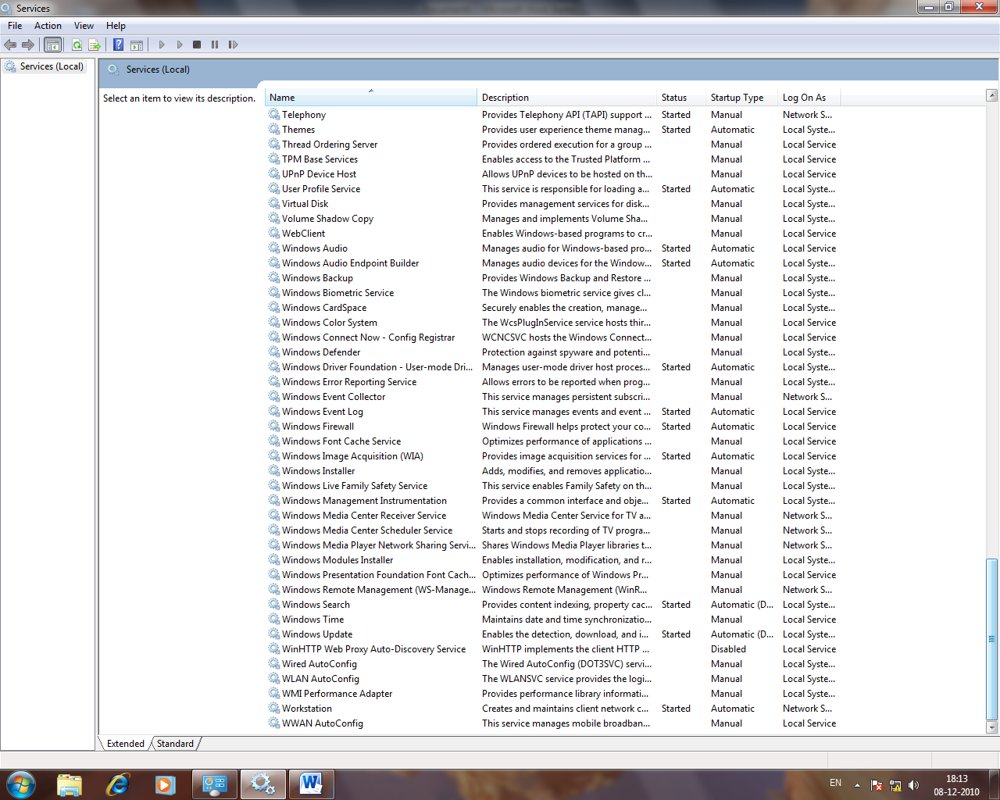 Services
File Action View Help
Services (Local)
Services (Local)
Select an item to view its description.
Name Description Status Startup Type Log On As
Telephony Provides Telephony API (TAPI) support ... Started Manual Network S...
Themes Provides user experience theme manag... Started Automatic Local Syste...
Thread Ordering Server Provides ordered execution for a group ... Manual Local Service
TPM Base Services Enables access to the Trusted Platform ... Manual Local Service
UPnP Device Host Allows UPnP devices to be hosted on th... Manual Local Service
User Profile Service This service is responsible for loading a... Started Automatic Local Syste...
Virtual Disk Provides management services for disk... Manual Local Syste...
Volume Shadow Copy Manages and implements Volume Sha... Manual Local Syste...
WebClient Enables Windows-based programs to cr... Manual Local Service
Windows Audio Manages audio for Windows-based pro... Started Automatic Local Service
Windows Audio Endpoint Builder Manages audio devices for the Window... Started Automatic Local Syste...
Windows Backup Provides Windows Backup and Restore ... Manual Local Syste...
Windows Biometric Service The Windows biometric service gives cl... Manual Local Syste...
Windows CardSpace Securely enables the creation, manage... Manual Local Syste...
Windows Color System The WcsPlugInService service hosts thir... Manual Local Service
Windows Connect Now - Config Registrar WCNCSVC hosts the Windows Connect... Manual Local Service
Windows Defender Protection against spyware and potenti... Manual Local Syste...
Windows Driver Foundation - User-mode Dri... Manages user-mode driver host proces... Started Automatic Local Syste...
Windows Error Reporting Service Allows errors to be reported when prog... Manual Local Syste...
Windows Event Collector This service manages persistent subscri... Manual Network S...
Windows Event Log This service manages events and event ... Started Automatic Local Service
Windows Firewall Windows Firewall helps protect your co... Started Automatic Local Service
Windows Font Cache Service Optimizes performance of applications ... Manual Local Service
Windows Image Acquisition (WIA) Provides image acquisition services for ... Started Automatic Local Service
Windows Installer Adds, modifies, and removes applicatio... Manual Local Syste...
Windows Live Family Safety Service This service enables Family Safety on th... Manual Local Syste...
Windows Management Instrumentation Provides a common interface and obje... Started Automatic Local Syste...
Windows Media Center Receiver Service Windows Media Center Service for TV a... Manual Network S...
Windows Media Center Scheduler Service Starts and stops recording of TV progra... Manual Network S...
Windows Media Player Network Sharing Servi... Shares Windows Media Player libraries t... Manual Network S...
Windows Modules Installer Enables installation, modification, and r... Manual Local Syste...
Windows Presentation Foundation Font Cach... Optimizes performance of Windows Pr... Manual Local Service
Windows Remote Management (WS-Manage... Windows Remote Management (WinR... Manual Network S...
Windows Search Provides content indexing, property cac... Started Automatic (D... Local Syste...
Windows Time Maintains date and time synchronizatio... Manual Local Service
Windows Update Enables the detection, download, and i... Started Automatic (D... Local Syste...
WinHTTP Web Proxy Auto-Discovery Service WinHTTP implements the client HTTP ... Disabled Local Service
Wired AutoConfig The Wired AutoConfig (DOT3SVC) servi... Manual Local Syste...
WLAN AutoConfig The WLANSVC service provides the logi... Manual Local Syste...
WMI Performance Adapter Provides performance library informati... Manual Local Syste...
Workstation Creates and maintains client network c... Started Automatic Network S...
WWAN AutoConfig This service manages mobile broadban... Manual Local Service
Extended Standard
EN 18:13
08-12-2010